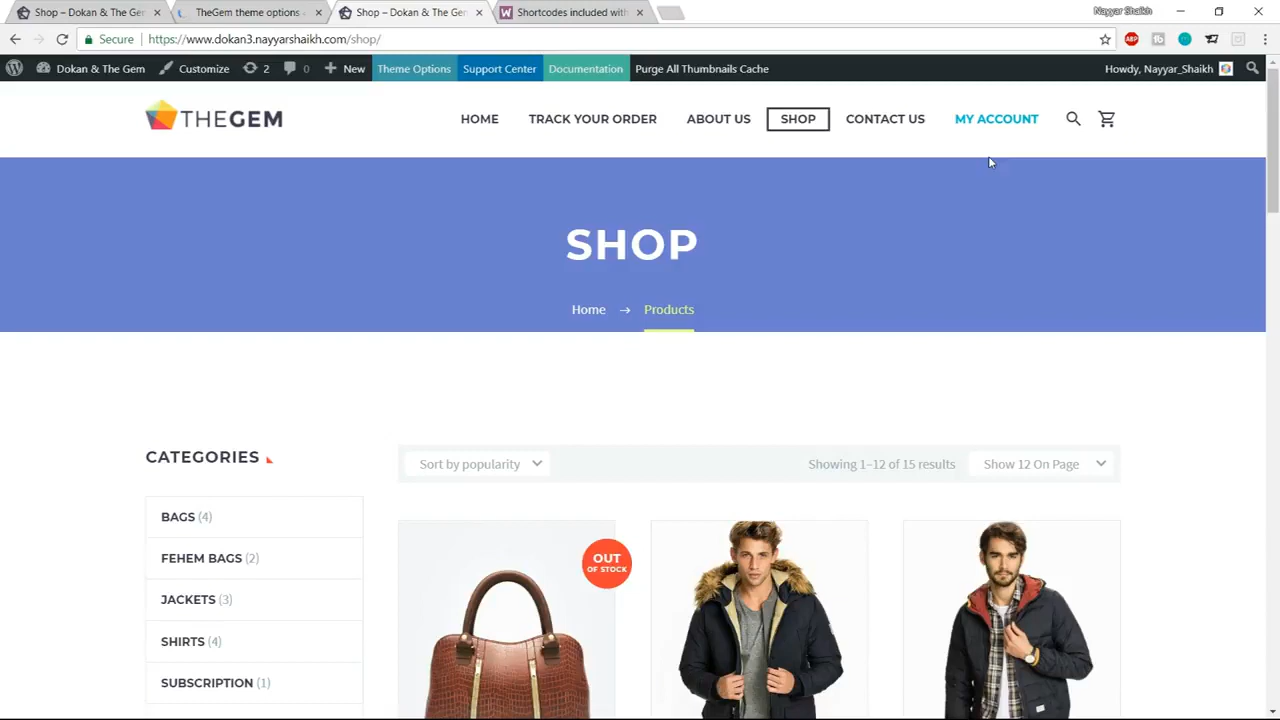 Shop – Dokan & The Ge
TheGem theme options
Shop – Dokan & The Gem
Shortcodes included with
Nayyar Shaikh
Secure
https://www.dokan3.nayyarshaikh.com/shop/
Dokan & The Gem
Customize
2
0
New
Theme Options
Support Center
Documentation
Purge All Thumbnails Cache
Howdy, Nayyar_Shaikh
THEGEM
HOME
TRACK YOUR ORDER
ABOUT US
SHOP
CONTACT US
MY ACCOUNT
SHOP
Home → Products
CATEGORIES
Sort by popularity
Showing 1–12 of 15 results
Show 12 On Page
BAGS (4)
FEHEM BAGS (2)
JACKETS (3)
SHIRTS (4)
SUBSCRIPTION (1)
OUT
OF STOCK